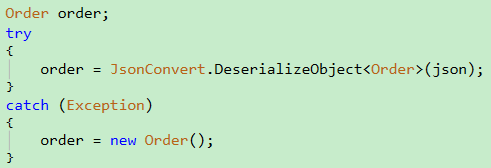 Order order;
try
{
    order = JsonConvert.DeserializeObject<Order>(json);
}
catch (Exception)
{
    order = new Order();
}